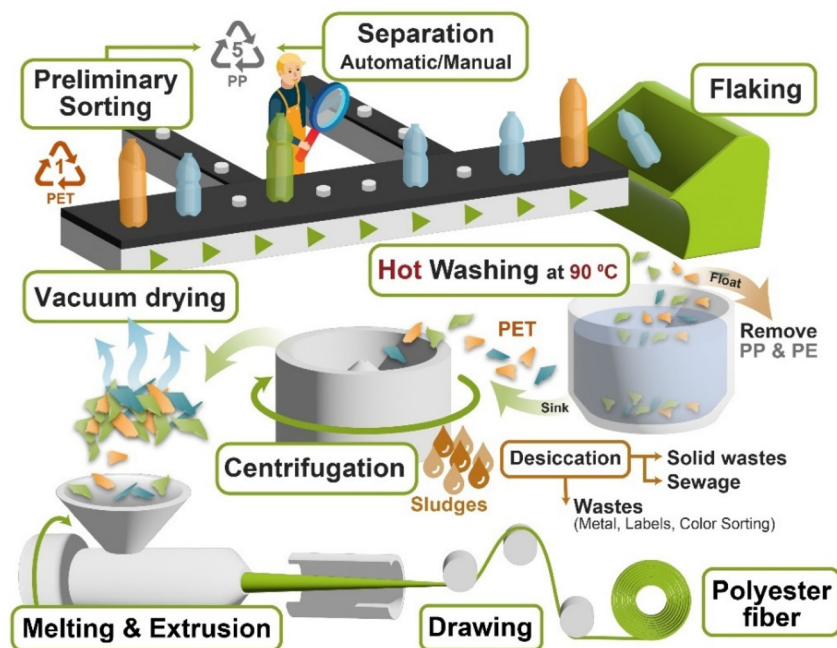 Preliminary
Sorting
5
PP
Separation
Automatic/Manual
Flaking
1
PET
Hot Washing at 90 ºC
Float
Remove
PP & PE
Vacuum drying
PET
Sink
Centrifugation
Sludges
Desiccation
Solid wastes
Sewage
Wastes
(Metal, Labels, Color Sorting)
Melting & Extrusion
Drawing
Polyester
fiber